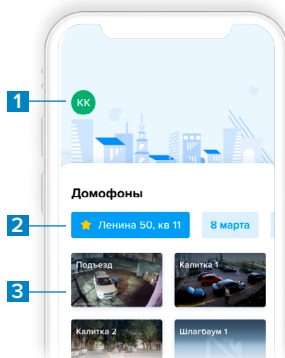 1
КК
Домофоны
2
Ленина 50, кв 11
8 марта
3
Подъезд
Калитка 1
Калитка 2
Шлагбаум 1